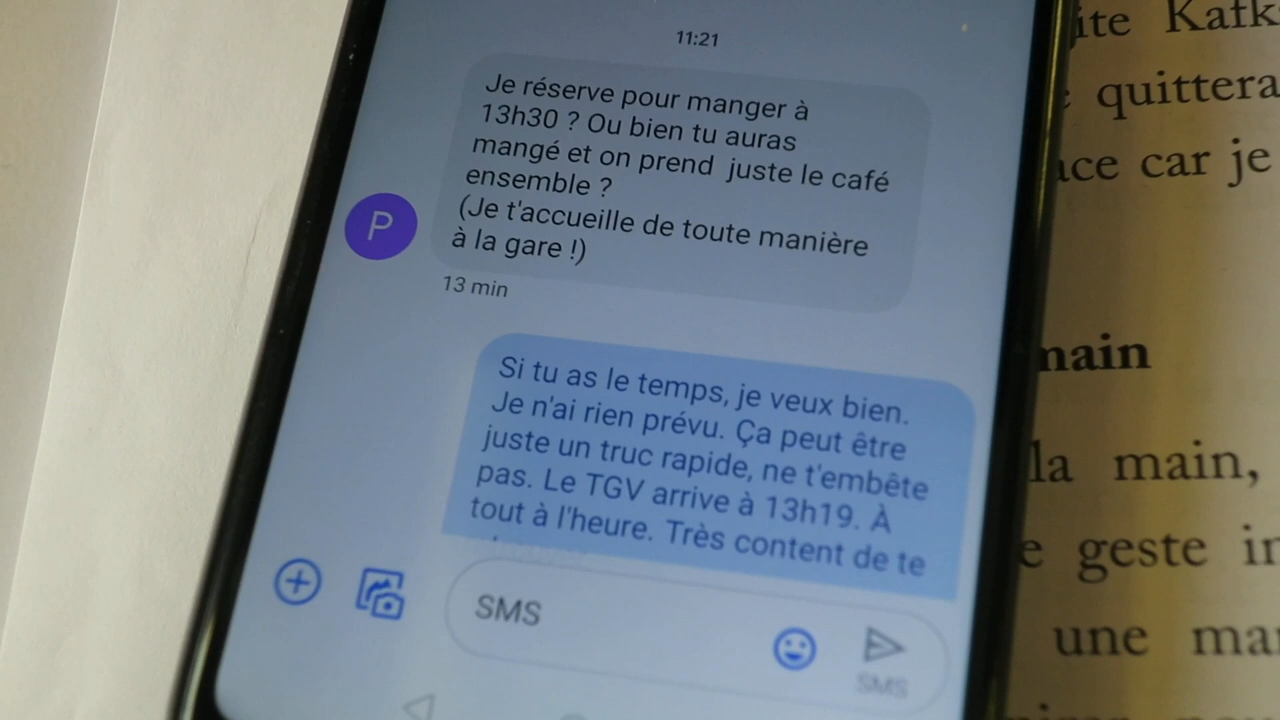 11:21
Je réserve pour manger à
13h30 ? Ou bien tu auras
mangé et on prend juste le café
ensemble ?
(Je t'accueille de toute manière
à la gare !)
P
13 min
Si tu as le temps, je veux bien.
Je n'ai rien prévu. Ça peut être
juste un truc rapide, ne t'embête
pas. Le TGV arrive à 13h19. À
tout à l'heure. Très content de te
SMS
SMS
quittera
car je
main
la main,
geste
une